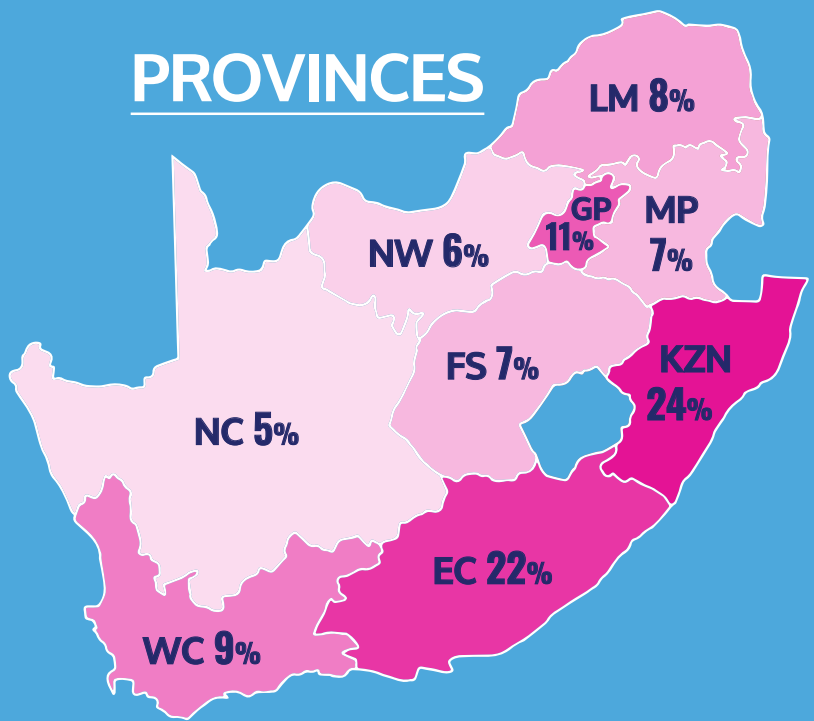 PROVINCES
LM 8%
GP
11%
MP
7%
NW 6%
FS 7%
KZN
24%
NC 5%
EC 22%
WC 9%